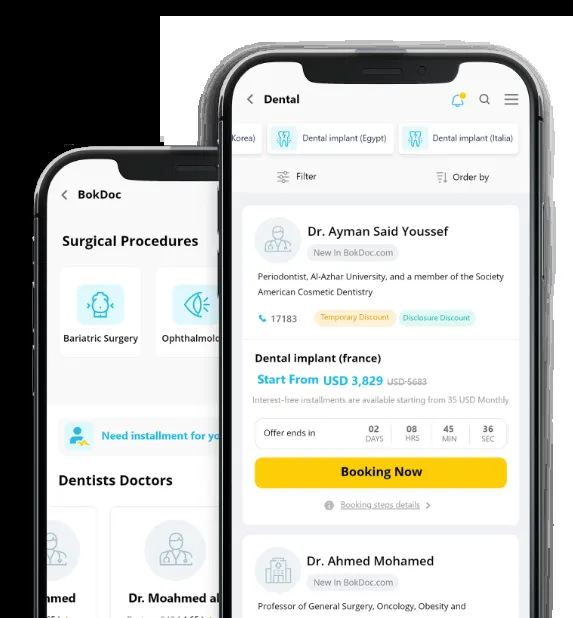 BokDoc
Surgical Procedures
Bariatric Surgery
Need installment for
Dentists Doctors
Dr. Moahmed
Dental
Korea)
Dental implant (Egypt)
Dental implant (Italia)
Filter
Order by
Dr. Ayman Said Youssef
New In BokDoc.com
Periodontist, Al-Azhar University, and a member of the Society
American Cosmetic Dentistry
17183
Temporary Discount
Disclosure Discount
Dental implant (france)
Start From USD 3,829 USD 5683
Interest-free installments are available starting from 35 USD Monthly
Offer ends in
02 08 45 36
DAYS HRS MIN SEC
Booking Now
Booking steps details
Dr. Ahmed Mohamed
New In BokDoc.com
Professor of General Surgery, Oncology, Obesity and